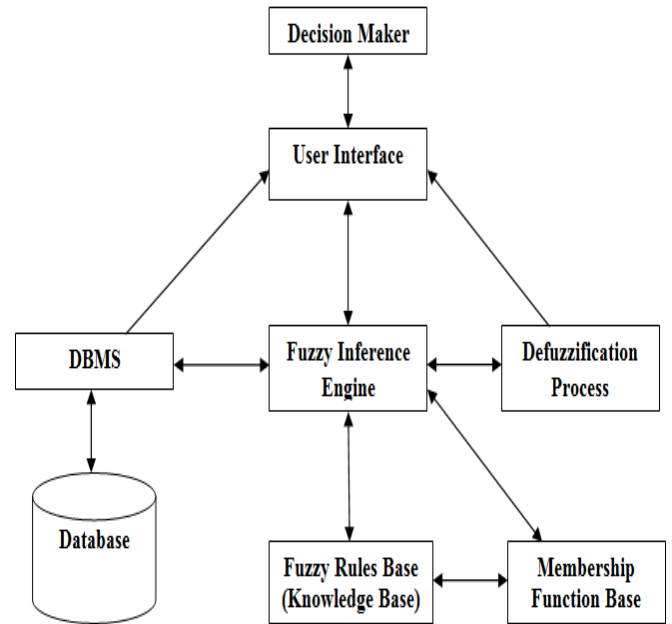 Decision Maker
User Interface
DBMS
Fuzzy Inference
Engine
Defuzzification
Process
Database
Fuzzy Rules Base
(Knowledge Base)
Membership
Function Base